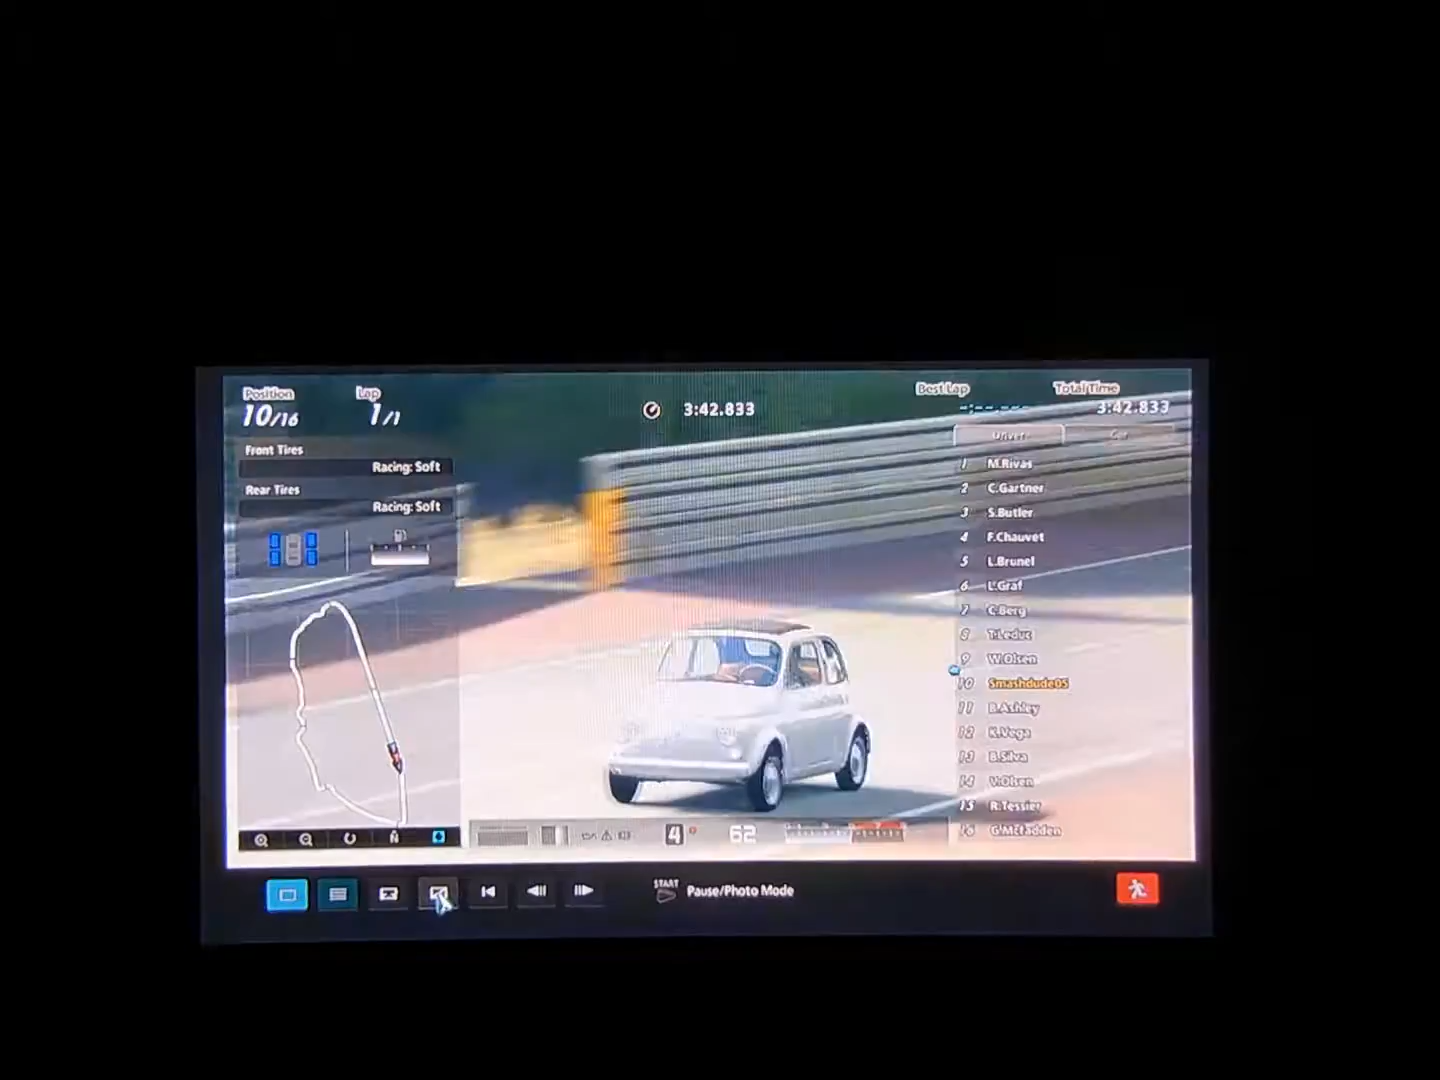 Position
Lap
10/16
1/1
3:42.833
Best Lap
Total Time
3:42.833
Front Tires
Racing: Soft
Rear Tires
Racing: Soft
Driver
Car
1 M.Rivas
2 C.Gartner
3 S.Butler
4 F.Chauvet
5 L.Brunel
6 L.Graf
7 C.Berg
8 T.Leduc
9 W.Olsen
10 Smashdude05
11 B.Ashley
12 K.Vega
13 B.Silva
14 V.Olsen
15 R.Tessier
16 G.McFadden
N
4
62
START
Pause/Photo Mode